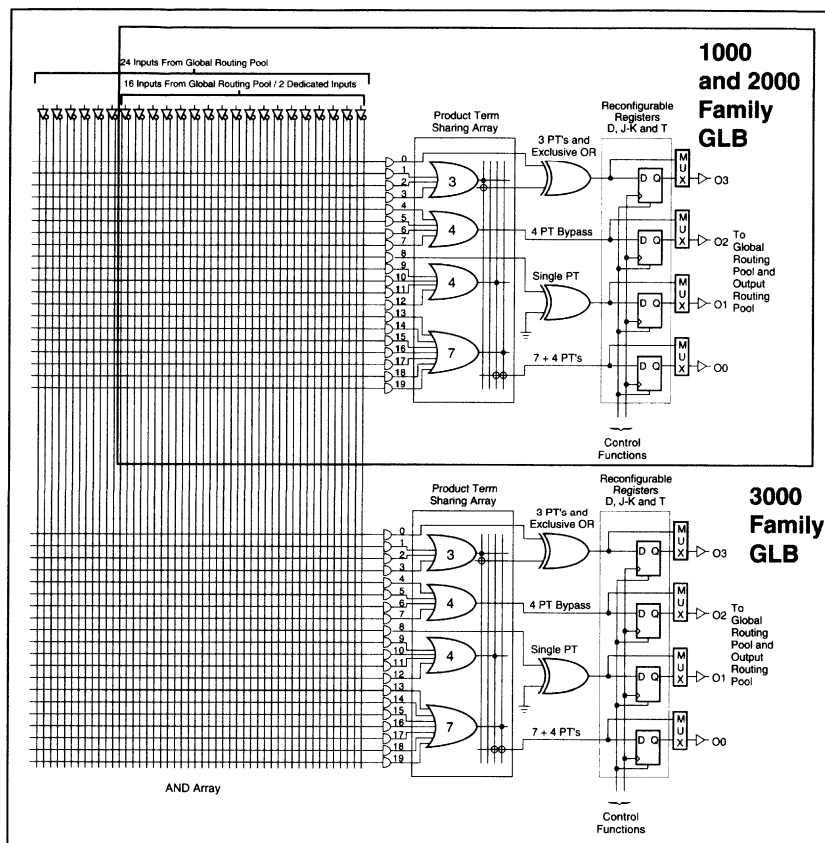 1000
and 2000
Family
GLB
24 Inputs From Global Routing Pool
16 Inputs From Global Routing Pool / 2 Dedicated Inputs
Product Term
Sharing Array
3 PT's and
Exclusive OR
Reconfigurable
Registers
D, J-K and T
0
1
2
3
4
5
6
7
8
9
10
11
12
13
14
15
16
17
18
19
3
4
4
7
4 PT Bypass
Single PT
7 + 4 PT's
D Q
D Q
D Q
D Q
MUX
MUX
MUX
MUX
O3
O2
O1
O0
To
Global
Routing
Pool and
Output
Routing
Pool
Control
Functions
3000
Family
GLB
Product Term
Sharing Array
3 PT's and
Exclusive OR
Reconfigurable
Registers
D, J-K and T
0
1
2
3
4
5
6
7
8
9
10
11
12
13
14
15
16
17
18
19
3
4
4
7
4 PT Bypass
Single PT
7 + 4 PT's
D Q
D Q
D Q
D Q
MUX
MUX
MUX
MUX
O3
O2
O1
O0
To
Global
Routing
Pool and
Output
Routing
Pool
AND Array
Control
Functions